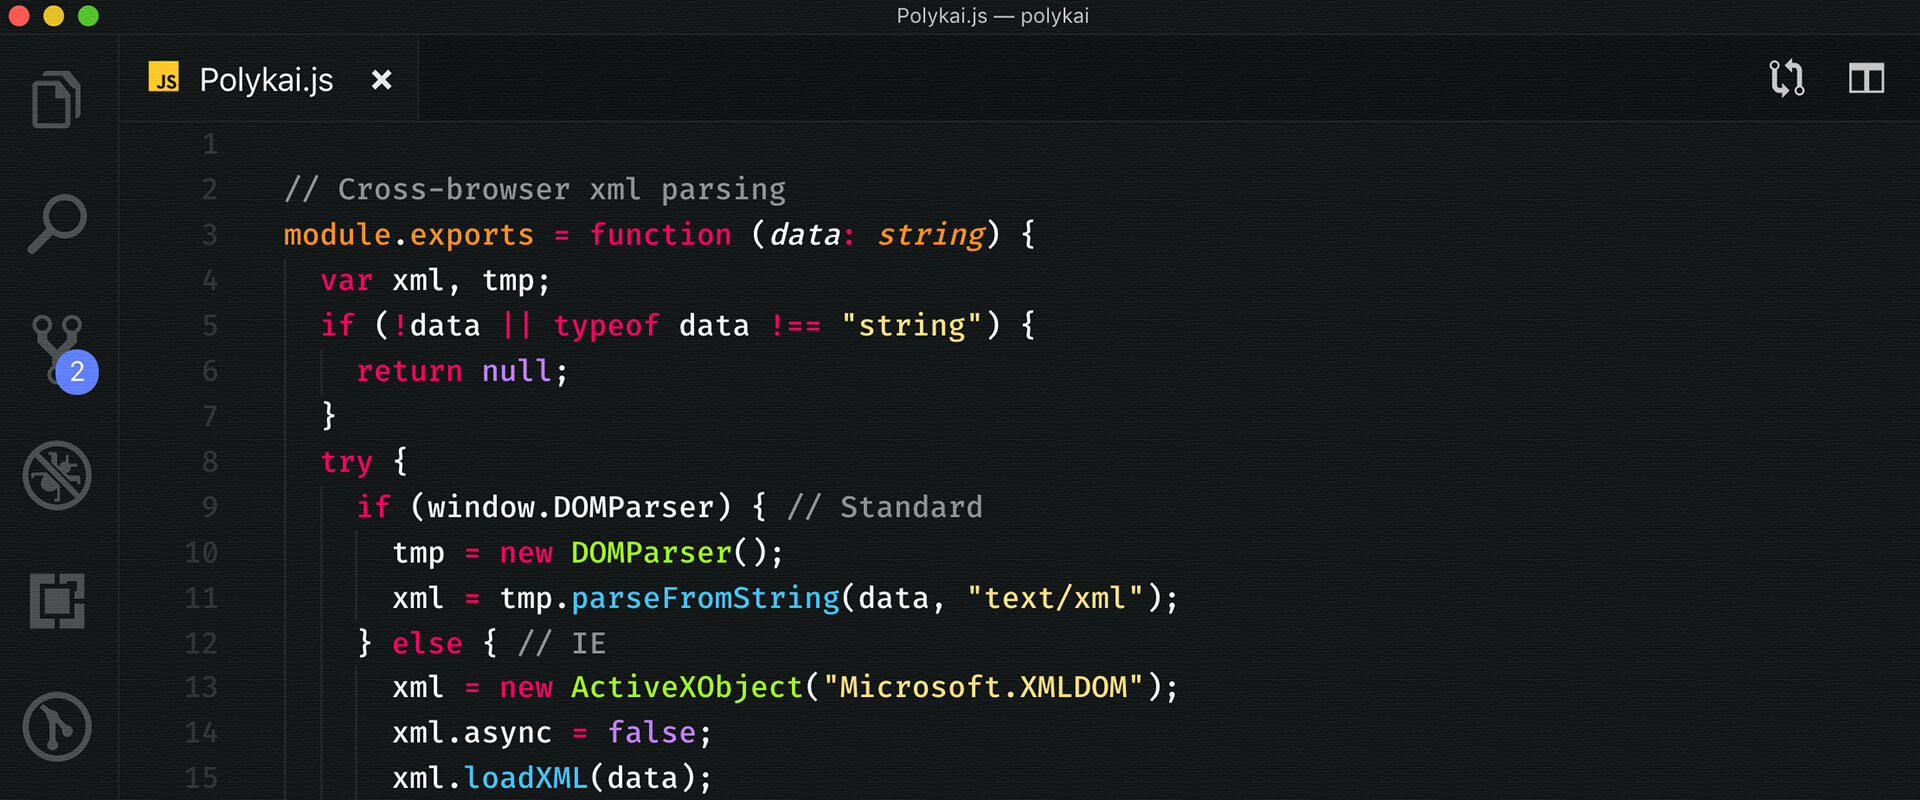 Polykai.js — polykai
JS Polykai.js ×
1
2 // Cross-browser xml parsing
3 module.exports = function (data: string) {
4 var xml, tmp;
5 if (!data || typeof data !== "string") {
6 return null;
7 }
8 try {
9 if (window.DOMParser) { // Standard
10 tmp = new DOMParser();
11 xml = tmp.parseFromString(data, "text/xml");
12 } else { // IE
13 xml = new ActiveXObject("Microsoft.XMLDOM");
14 xml.async = false;
15 xml.loadXML(data);
2